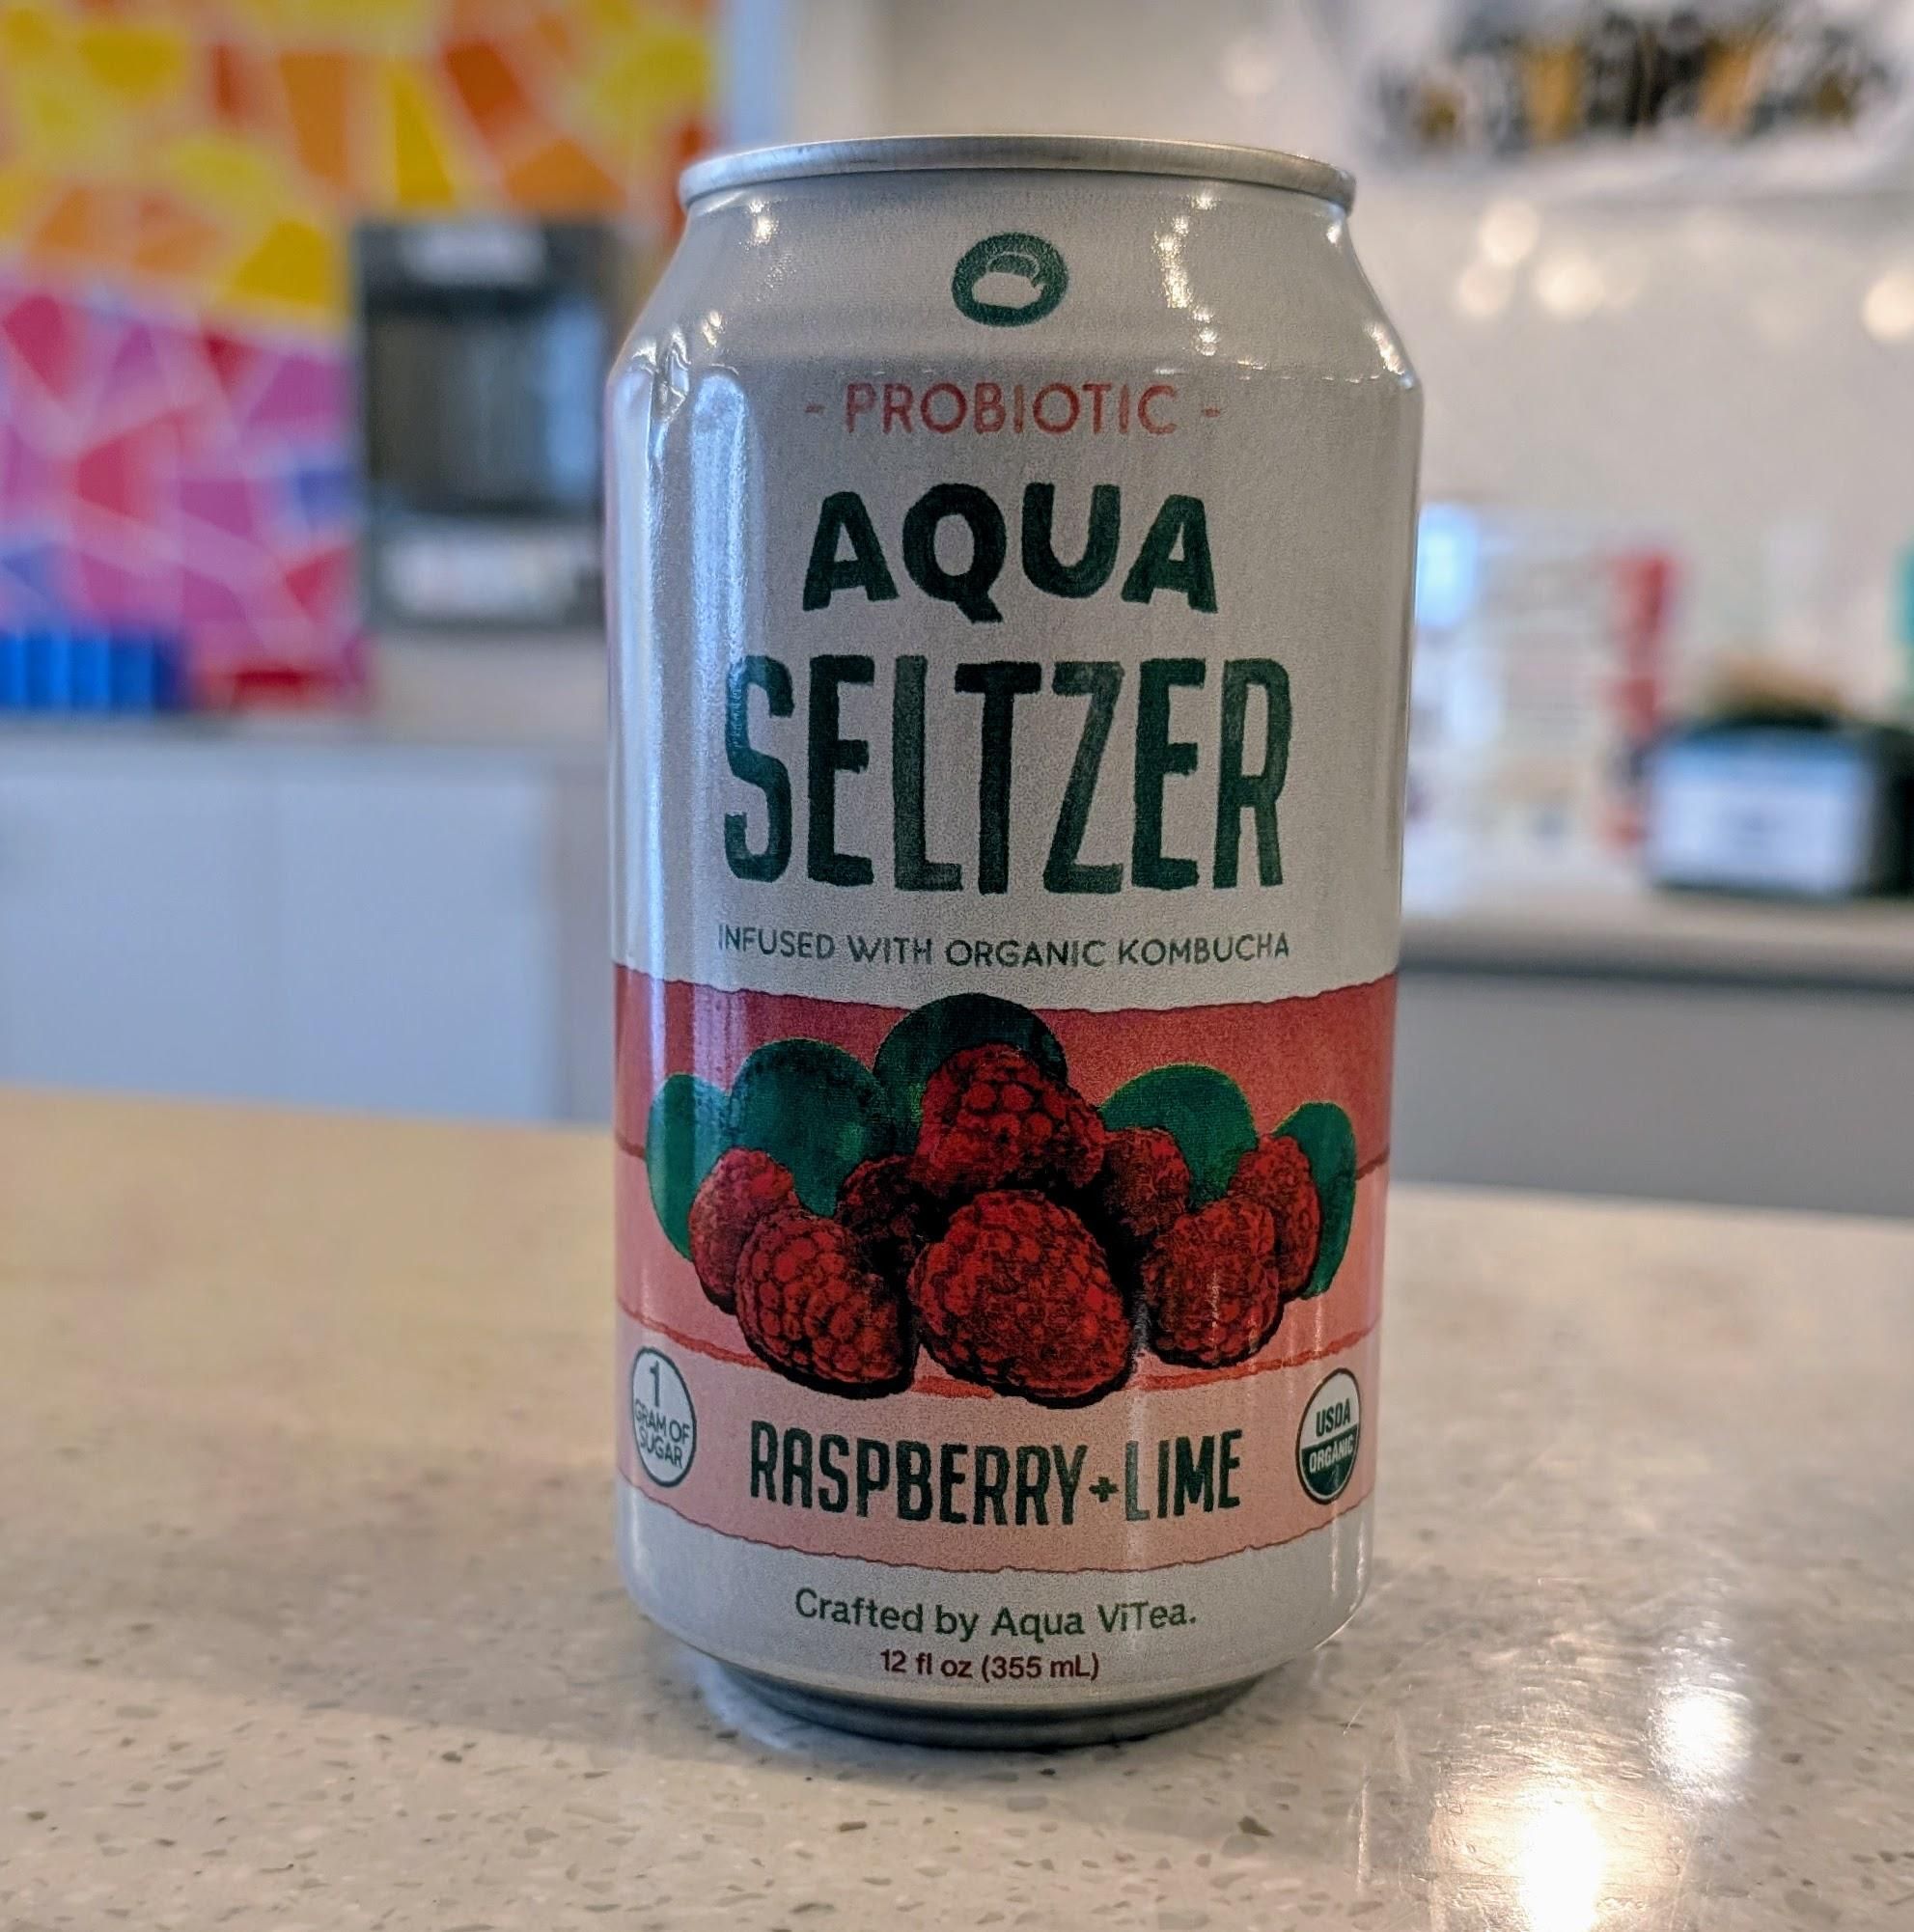 - PROBIOTIC -
AQUA
SELTZER
INFUSED WITH ORGANIC KOMBUCHA
1
GRAM OF
SUGAR
RASPBERRY+LIME
USDA
ORGANIC
Crafted by Aqua ViTea.
12 fl oz (355 mL)